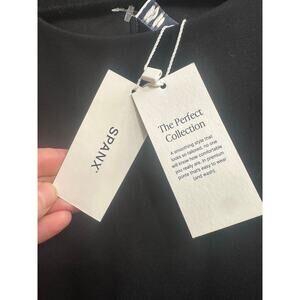 SPANX
The Perfect
Collection
A smoothing style that
looks so tailored, no one
will know how comfortable
you really are. In premium
ponte that's easy to wear
(and wash).